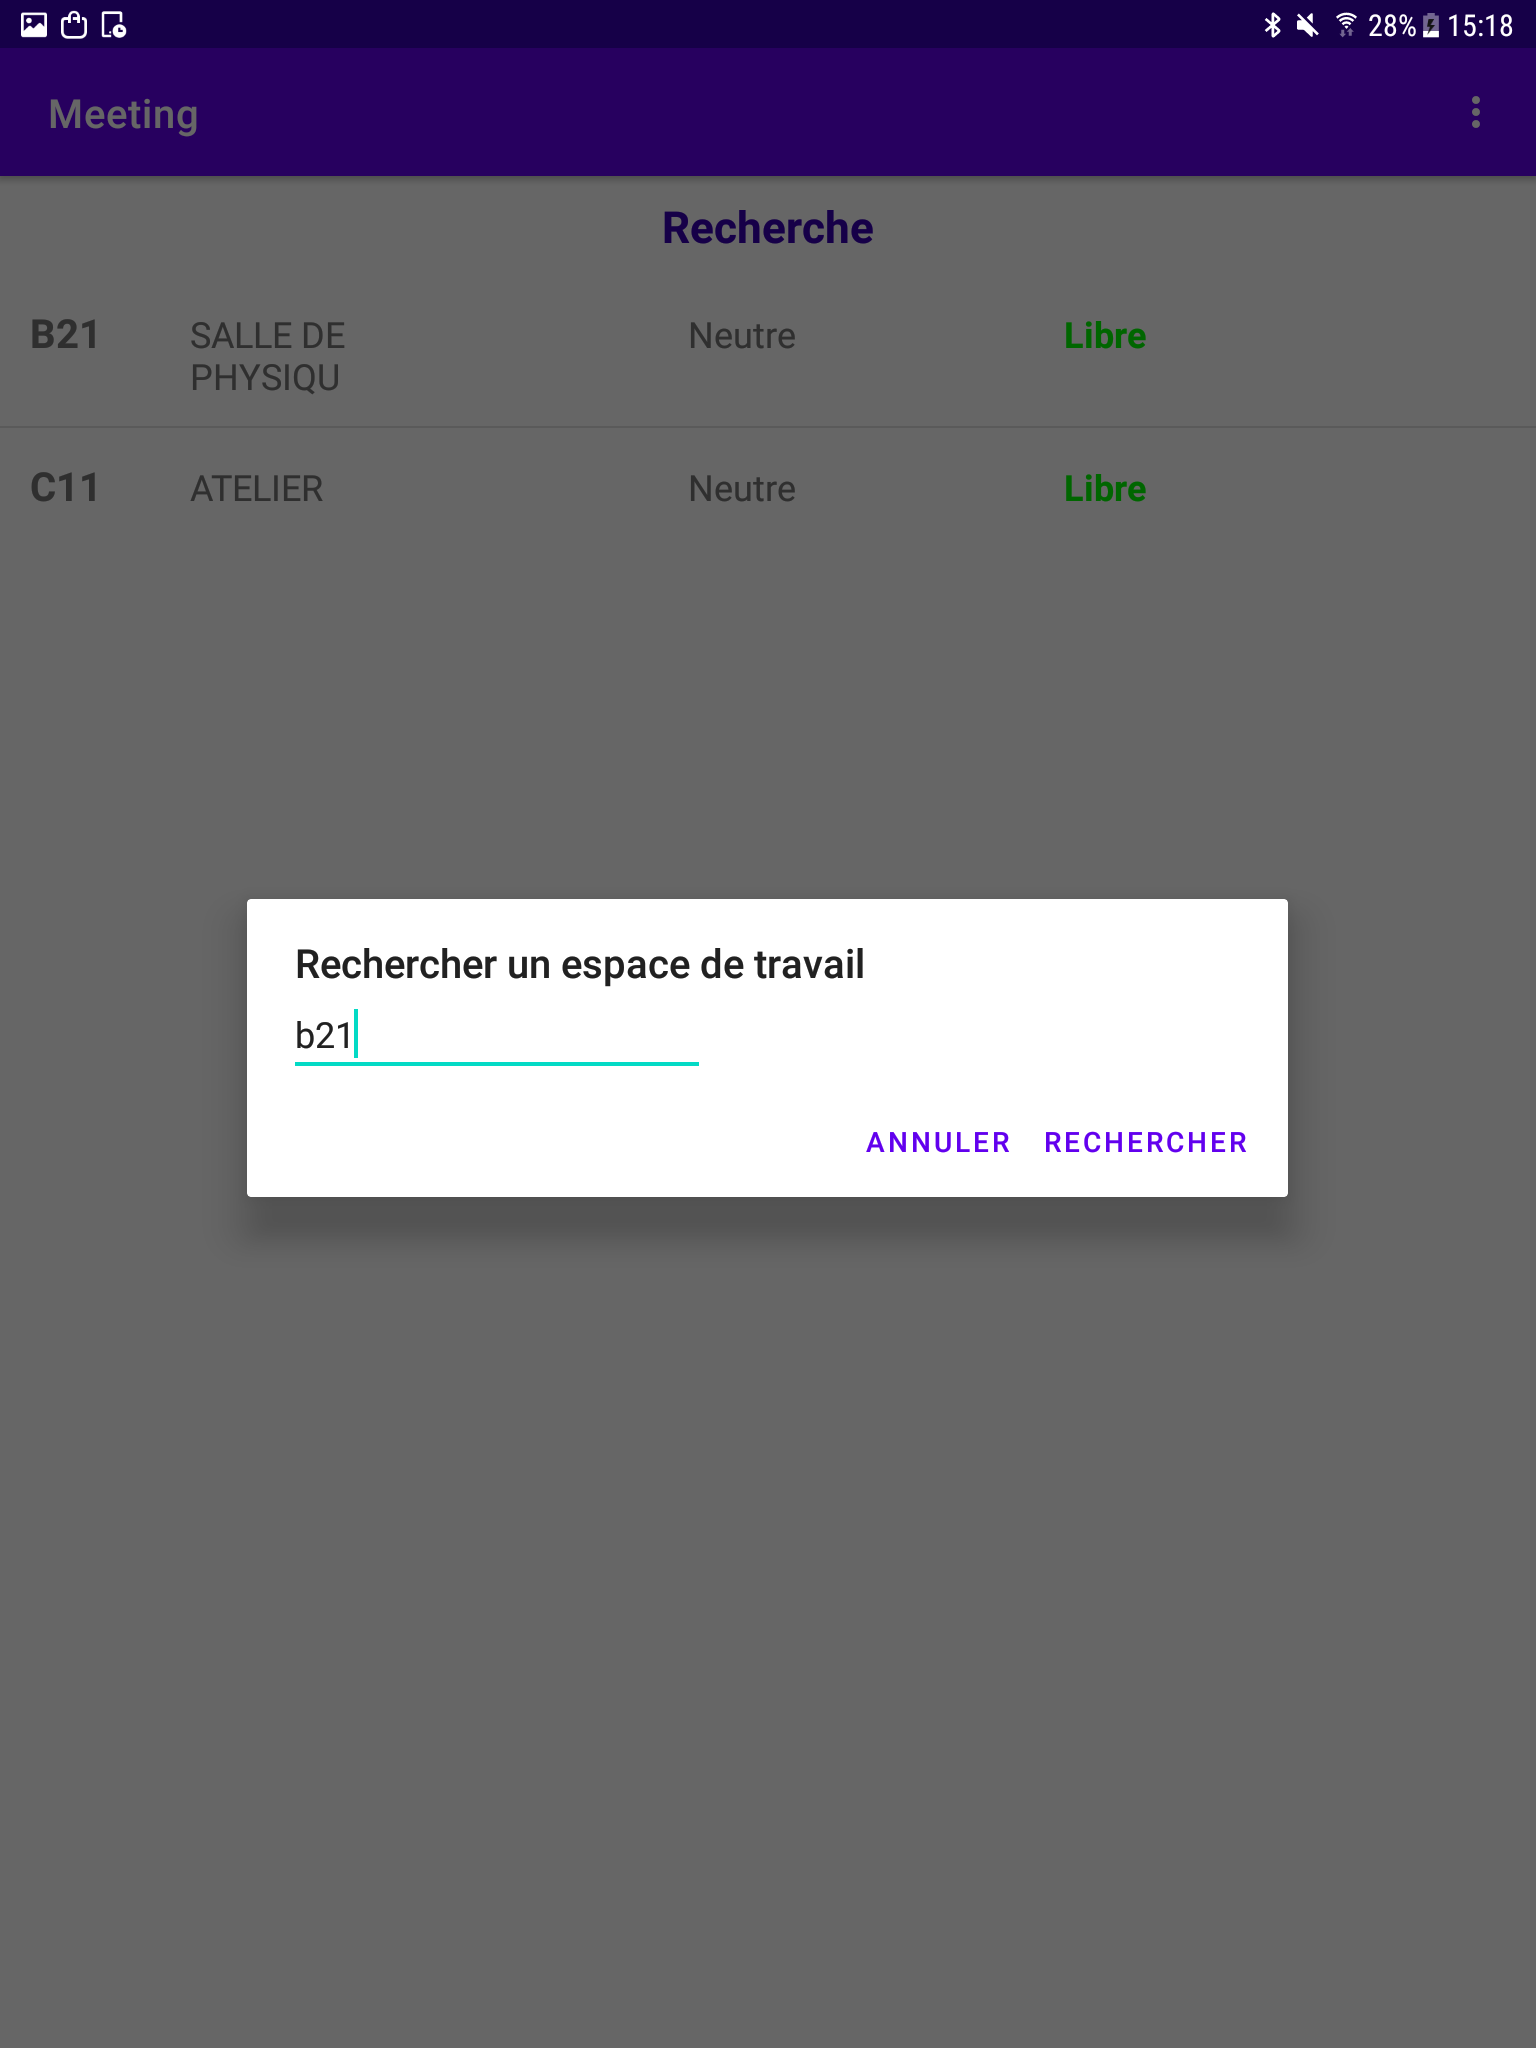 28% 15:18
Meeting
Recherche
B21 SALLE DE PHYSIQU Neutre Libre
C11 ATELIER Neutre Libre
Rechercher un espace de travail
b21
ANNULER RECHERCHER